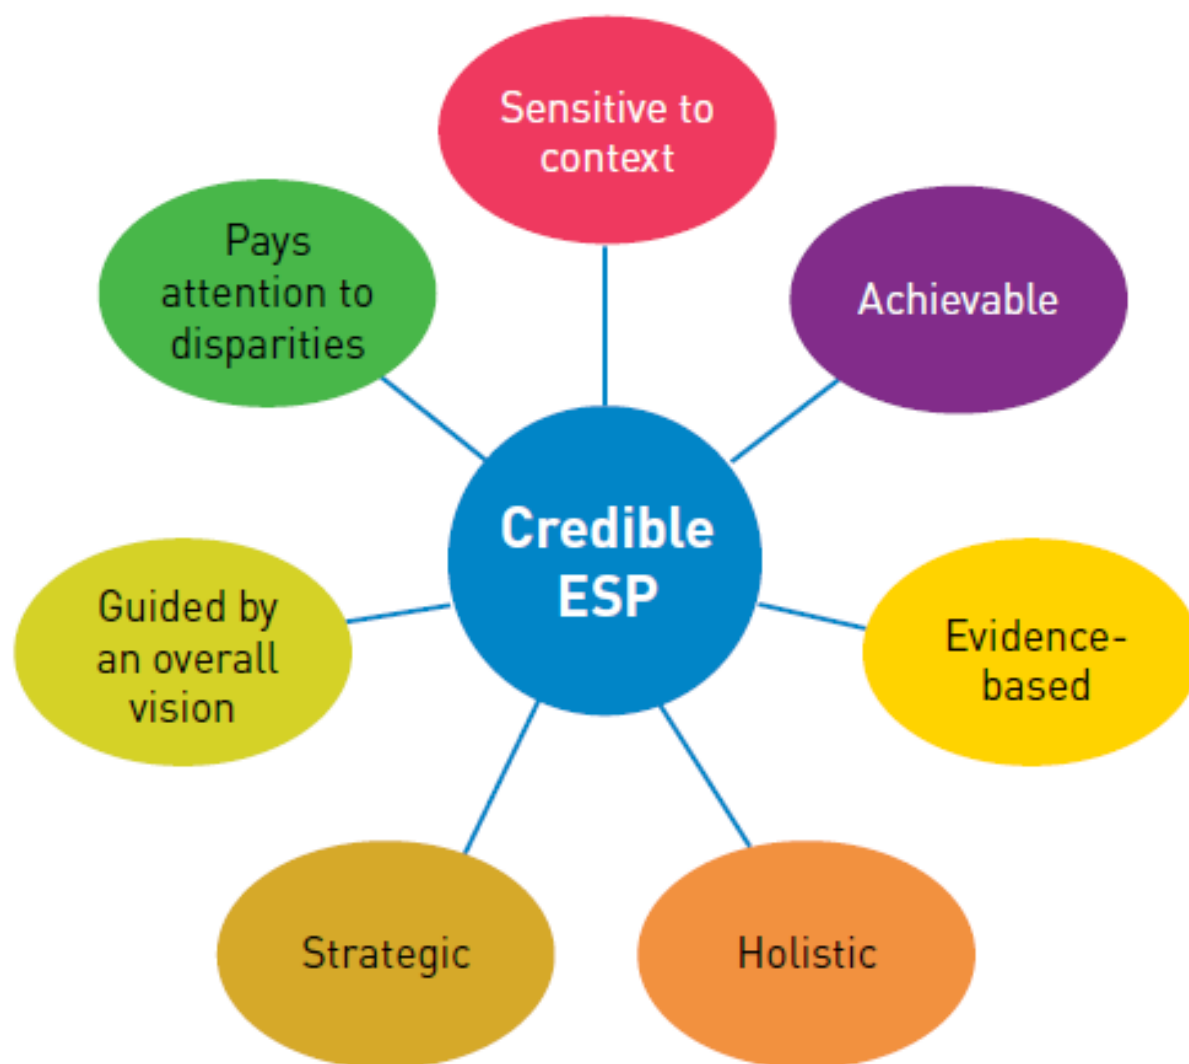 Sensitive to
context
Achievable
Evidence-
based
Holistic
Strategic
Guided by
an overall
vision
Pays
attention to
disparities
Credible
ESP